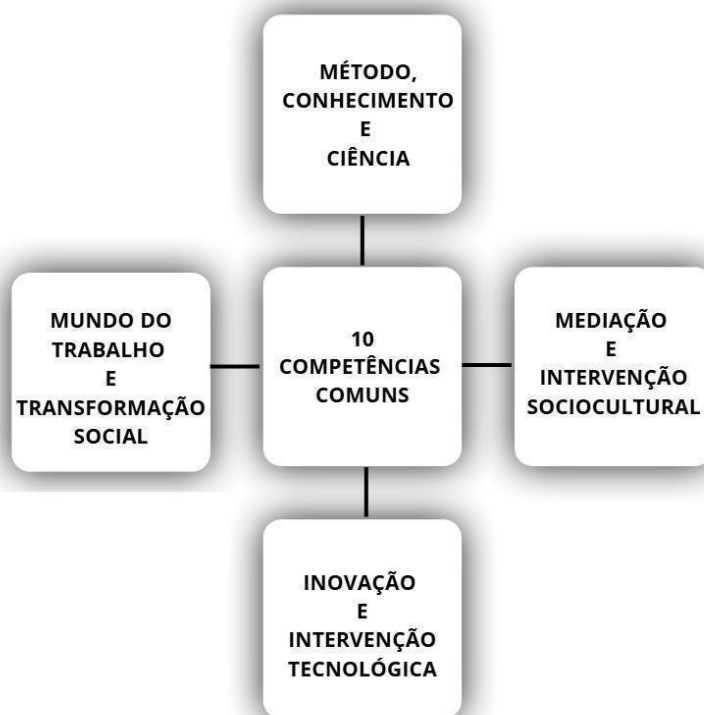 MÉTODO,
CONHECIMENTO
E
CIÊNCIA
MUNDO DO
TRABALHO
E
TRANSFORMAÇÃO
SOCIAL
10
COMPETÊNCIAS
COMUNS
MEDIAÇÃO
E
INTERVENÇÃO
SOCIOCULTURAL
INOVAÇÃO
E
INTERVENÇÃO
TECNOLÓGICA